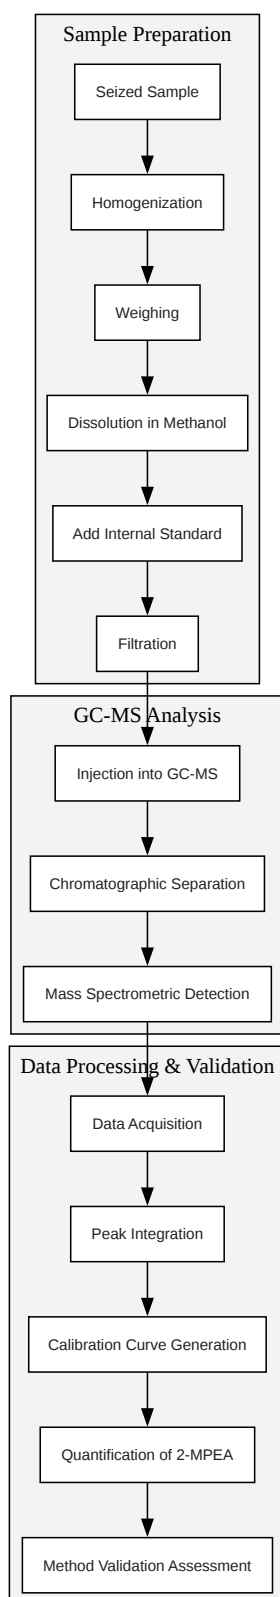 Sample Preparation
Seized Sample
Homogenization
Weighing
Dissolution in Methanol
Add Internal Standard
Filtration
GC-MS Analysis
Injection into GC-MS
Chromatographic Separation
Mass Spectrometric Detection
Data Processing & Validation
Data Acquisition
Peak Integration
Calibration Curve Generation
Quantification of 2-MPEA
Method Validation Assessment